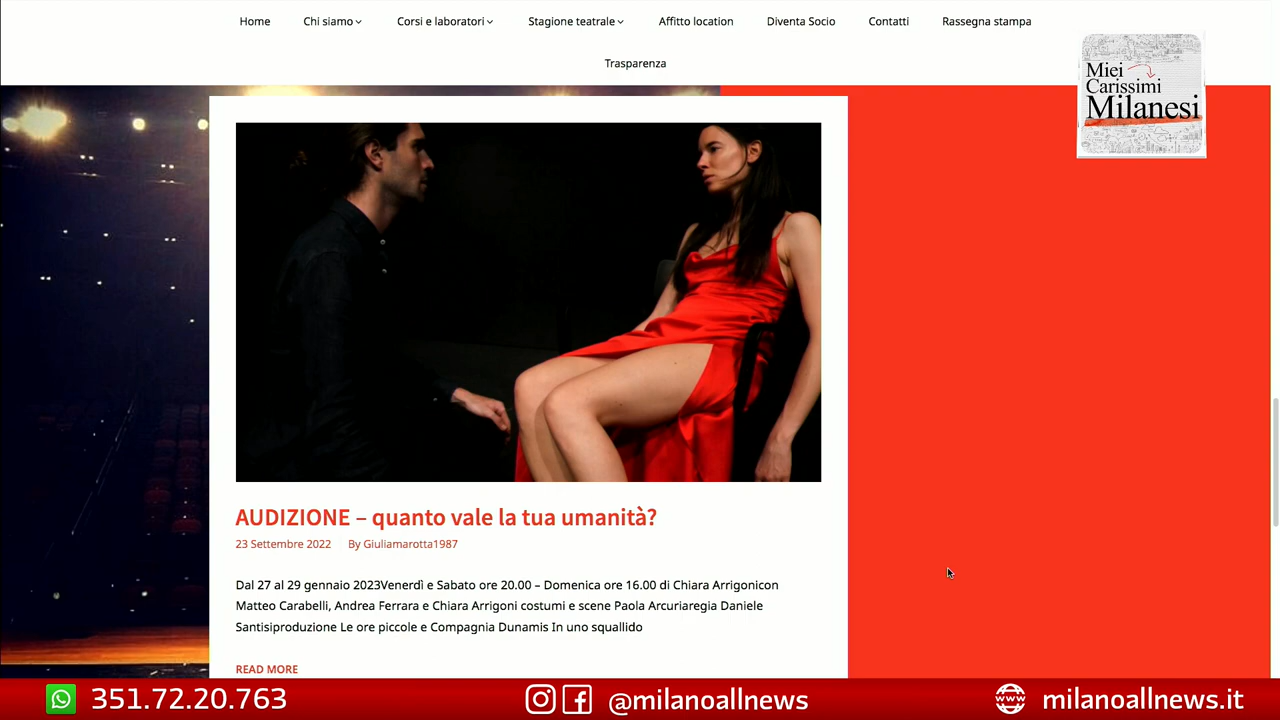 Home Chi siamo Corsi e laboratori Stagione teatrale Affitto location Diventa Socio Contatti Rassegna stampa
Trasparenza
Miei
Carissimi
Milanesi
AUDIZIONE – quanto vale la tua umanità?
23 Settembre 2022 By Giuliamarotta1987
Dal 27 al 29 gennaio 2023Venerdì e Sabato ore 20.00 – Domenica ore 16.00 di Chiara Arrigonicon
Matteo Carabelli, Andrea Ferrara e Chiara Arrigoni costumi e scene Paola Arcuriaregia Daniele
Santisiproduzione Le ore piccole e Compagnia Dunamis In uno squallido
READ MORE
351.72.20.763 @milanoallnews milanoallnews.it